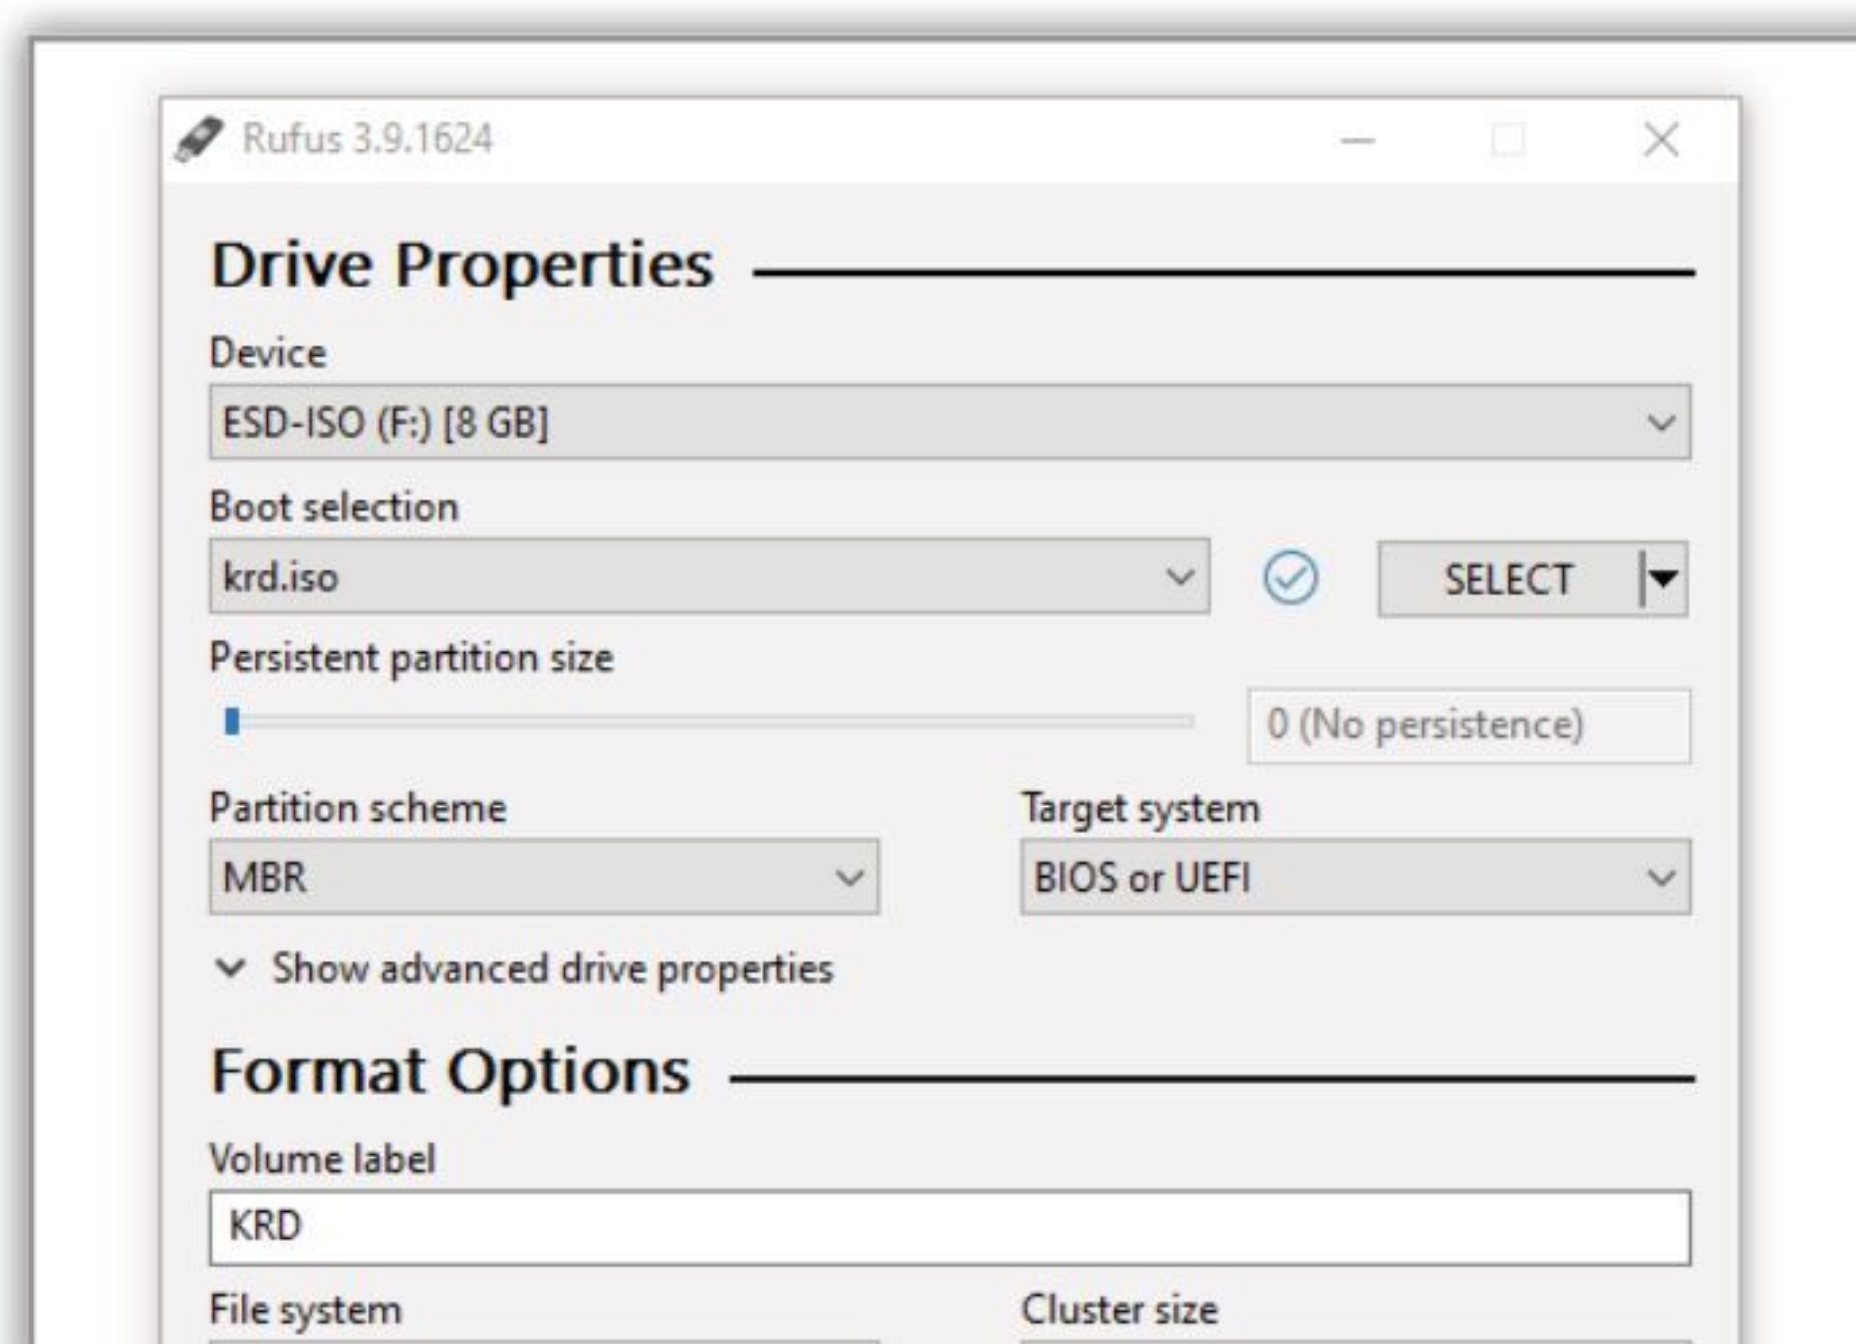 Rufus 3.9.1624
Drive Properties
Device
ESD-ISO (F:) [8 GB]
Boot selection
krd.iso
SELECT
Persistent partition size
0 (No persistence)
Partition scheme
Target system
MBR
BIOS or UEFI
Show advanced drive properties
Format Options
Volume label
KRD
File system
Cluster size